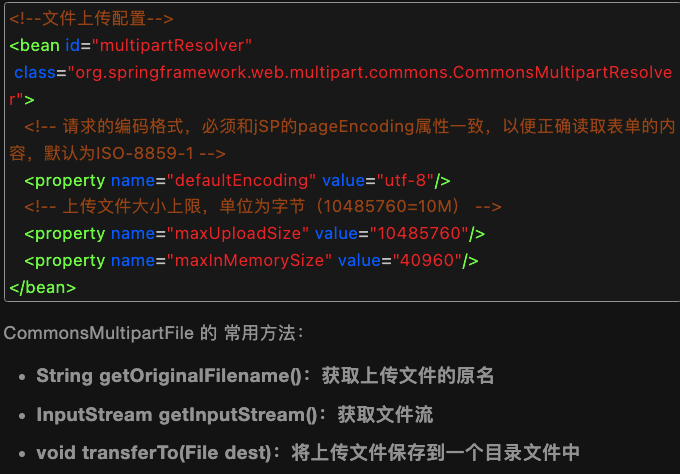 <!--文件上传配置-->
<bean id="multipartResolver"
class="org.springframework.web.multipart.commons.CommonsMultipartResolve
r">
<!-- 请求的编码格式，必须和jSP的pageEncoding属性一致，以便正确读取表单的内
容，默认为ISO-8859-1 -->
<property name="defaultEncoding" value="utf-8"/>
<!-- 上传文件大小上限，单位为字节（10485760=10M） -->
<property name="maxUploadSize" value="10485760"/>
<property name="maxInMemorySize" value="40960"/>
</bean>
CommonsMultipartFile 的 常用方法：
• String getOriginalFilename()：获取上传文件的原名
• InputStream getInputStream()：获取文件流
• void transferTo(File dest)：将上传文件保存到一个目录文件中